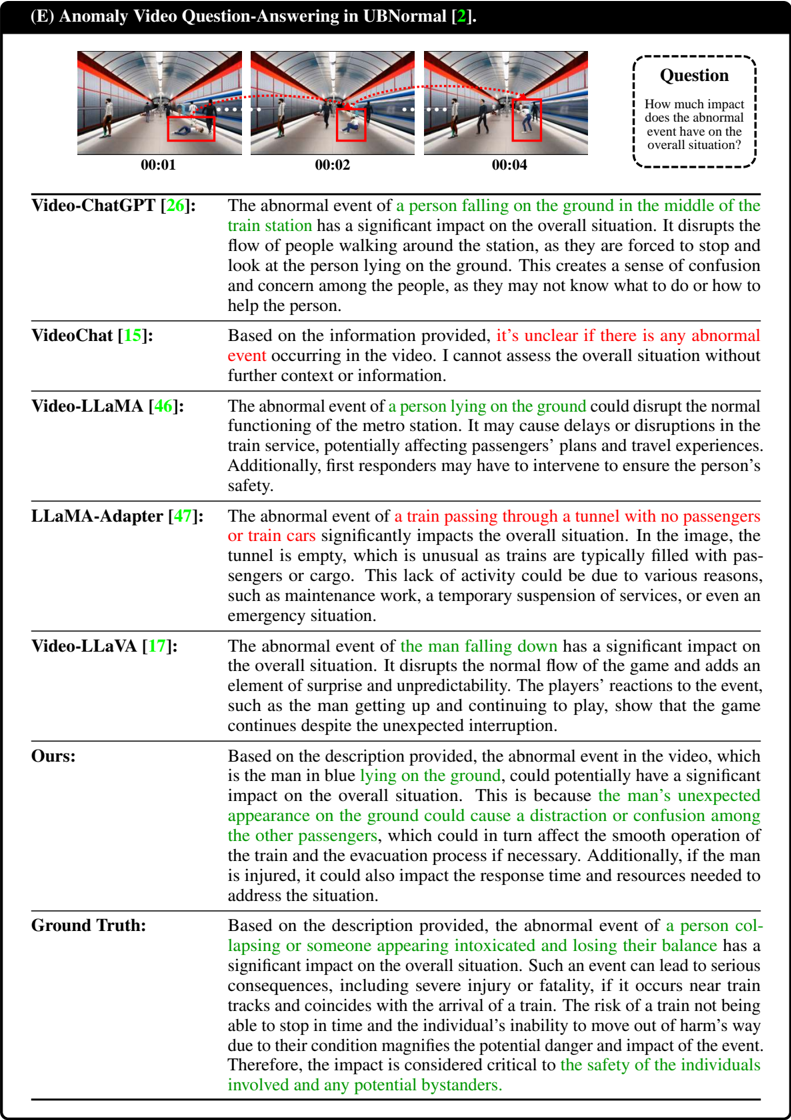 (E) Anomaly Video Question-Answering in UBNormal [2].
00:01
00:02
00:04
Question
How much impact
does the abnormal
event have on the
overall situation?
Video-ChatGPT [26]:
The abnormal event of a person falling on the ground in the middle of the
train station has a significant impact on the overall situation. It disrupts the
flow of people walking around the station, as they are forced to stop and
look at the person lying on the ground. This creates a sense of confusion
and concern among the people, as they may not know what to do or how to
help the person.
VideoChat [15]:
Based on the information provided, it's unclear if there is any abnormal
event occurring in the video. I cannot assess the overall situation without
further context or information.
Video-LLaMA [46]:
The abnormal event of a person lying on the ground could disrupt the normal
functioning of the metro station. It may cause delays or disruptions in the
train service, potentially affecting passengers' plans and travel experiences.
Additionally, first responders may have to intervene to ensure the person's
safety.
LLaMA-Adapter [47]:
The abnormal event of a train passing through a tunnel with no passengers
or train cars significantly impacts the overall situation. In the image, the
tunnel is empty, which is unusual as trains are typically filled with pas-
sengers or cargo. This lack of activity could be due to various reasons,
such as maintenance work, a temporary suspension of services, or even an
emergency situation.
Video-LLaVA [17]:
The abnormal event of the man falling down has a significant impact on
the overall situation. It disrupts the normal flow of the game and adds an
element of surprise and unpredictability. The players' reactions to the event,
such as the man getting up and continuing to play, show that the game
continues despite the unexpected interruption.
Ours:
Based on the description provided, the abnormal event in the video, which
is the man in blue lying on the ground, could potentially have a significant
impact on the overall situation. This is because the man's unexpected
appearance on the ground could cause a distraction or confusion among
the other passengers, which could in turn affect the smooth operation of
the train and the evacuation process if necessary. Additionally, if the man
is injured, it could also impact the response time and resources needed to
address the situation.
Ground Truth:
Based on the description provided, the abnormal event of a person col-
lapsing or someone appearing intoxicated and losing their balance has a
significant impact on the overall situation. Such an event can lead to serious
consequences, including severe injury or fatality, if it occurs near train
tracks and coincides with the arrival of a train. The risk of a train not being
able to stop in time and the individual's inability to move out of harm's way
due to their condition magnifies the potential danger and impact of the event.
Therefore, the impact is considered critical to the safety of the individuals
involved and any potential bystanders.